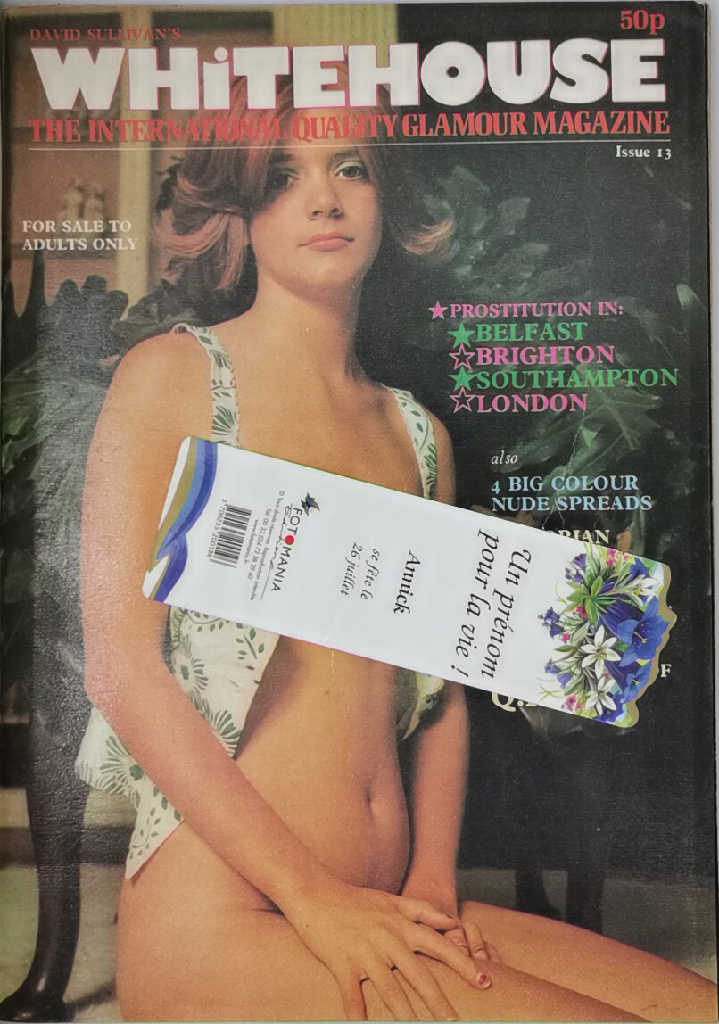 50p
DAVID SULLIVAN'S
WHiTEHOUSE
THE INTERNATIONAL QUALITY GLAMOUR MAGAZINE
Issue 13
FOR SALE TO
ADULTS ONLY
★PROSTITUTION IN:
★BELFAST
☆BRIGHTON
★SOUTHAMPTON
☆LONDON
also
4 BIG COLOUR
NUDE SPREADS
Un prénom
pour la vie !
Annick
se fête le
26 juillet
FOTOMANIA